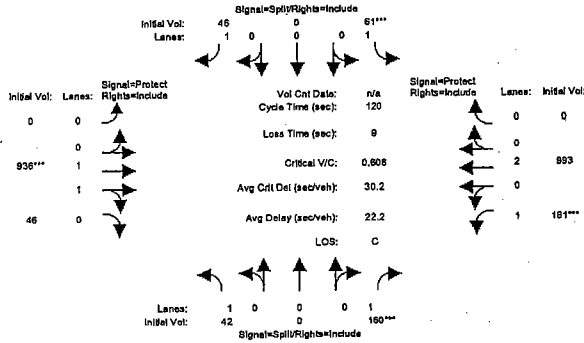 Signal=Split/Rights=Include
Initial Vol: 46 0 61***
Lanes: 1 0 0 0 1
Signal=Protect Signal=Protect
Initial Vol: Lanes: Rights=Include Vol Cnt Date: n/a Rights=Include Lanes: Initial Vol:
Cycle Time (sec): 120
0 0 0 0
Loss Time (sec): 9
0 0
936*** 1 Critical V/C: 0.608 2 993
1 Avg Crit Del (sec/veh): 30.2 0
46 0 Avg Delay (sec/veh): 22.2 1 181***
LOS: C
Lanes: 1 0 0 0 1
Initial Vol: 42 0 160***
Signal=Split/Rights=Include